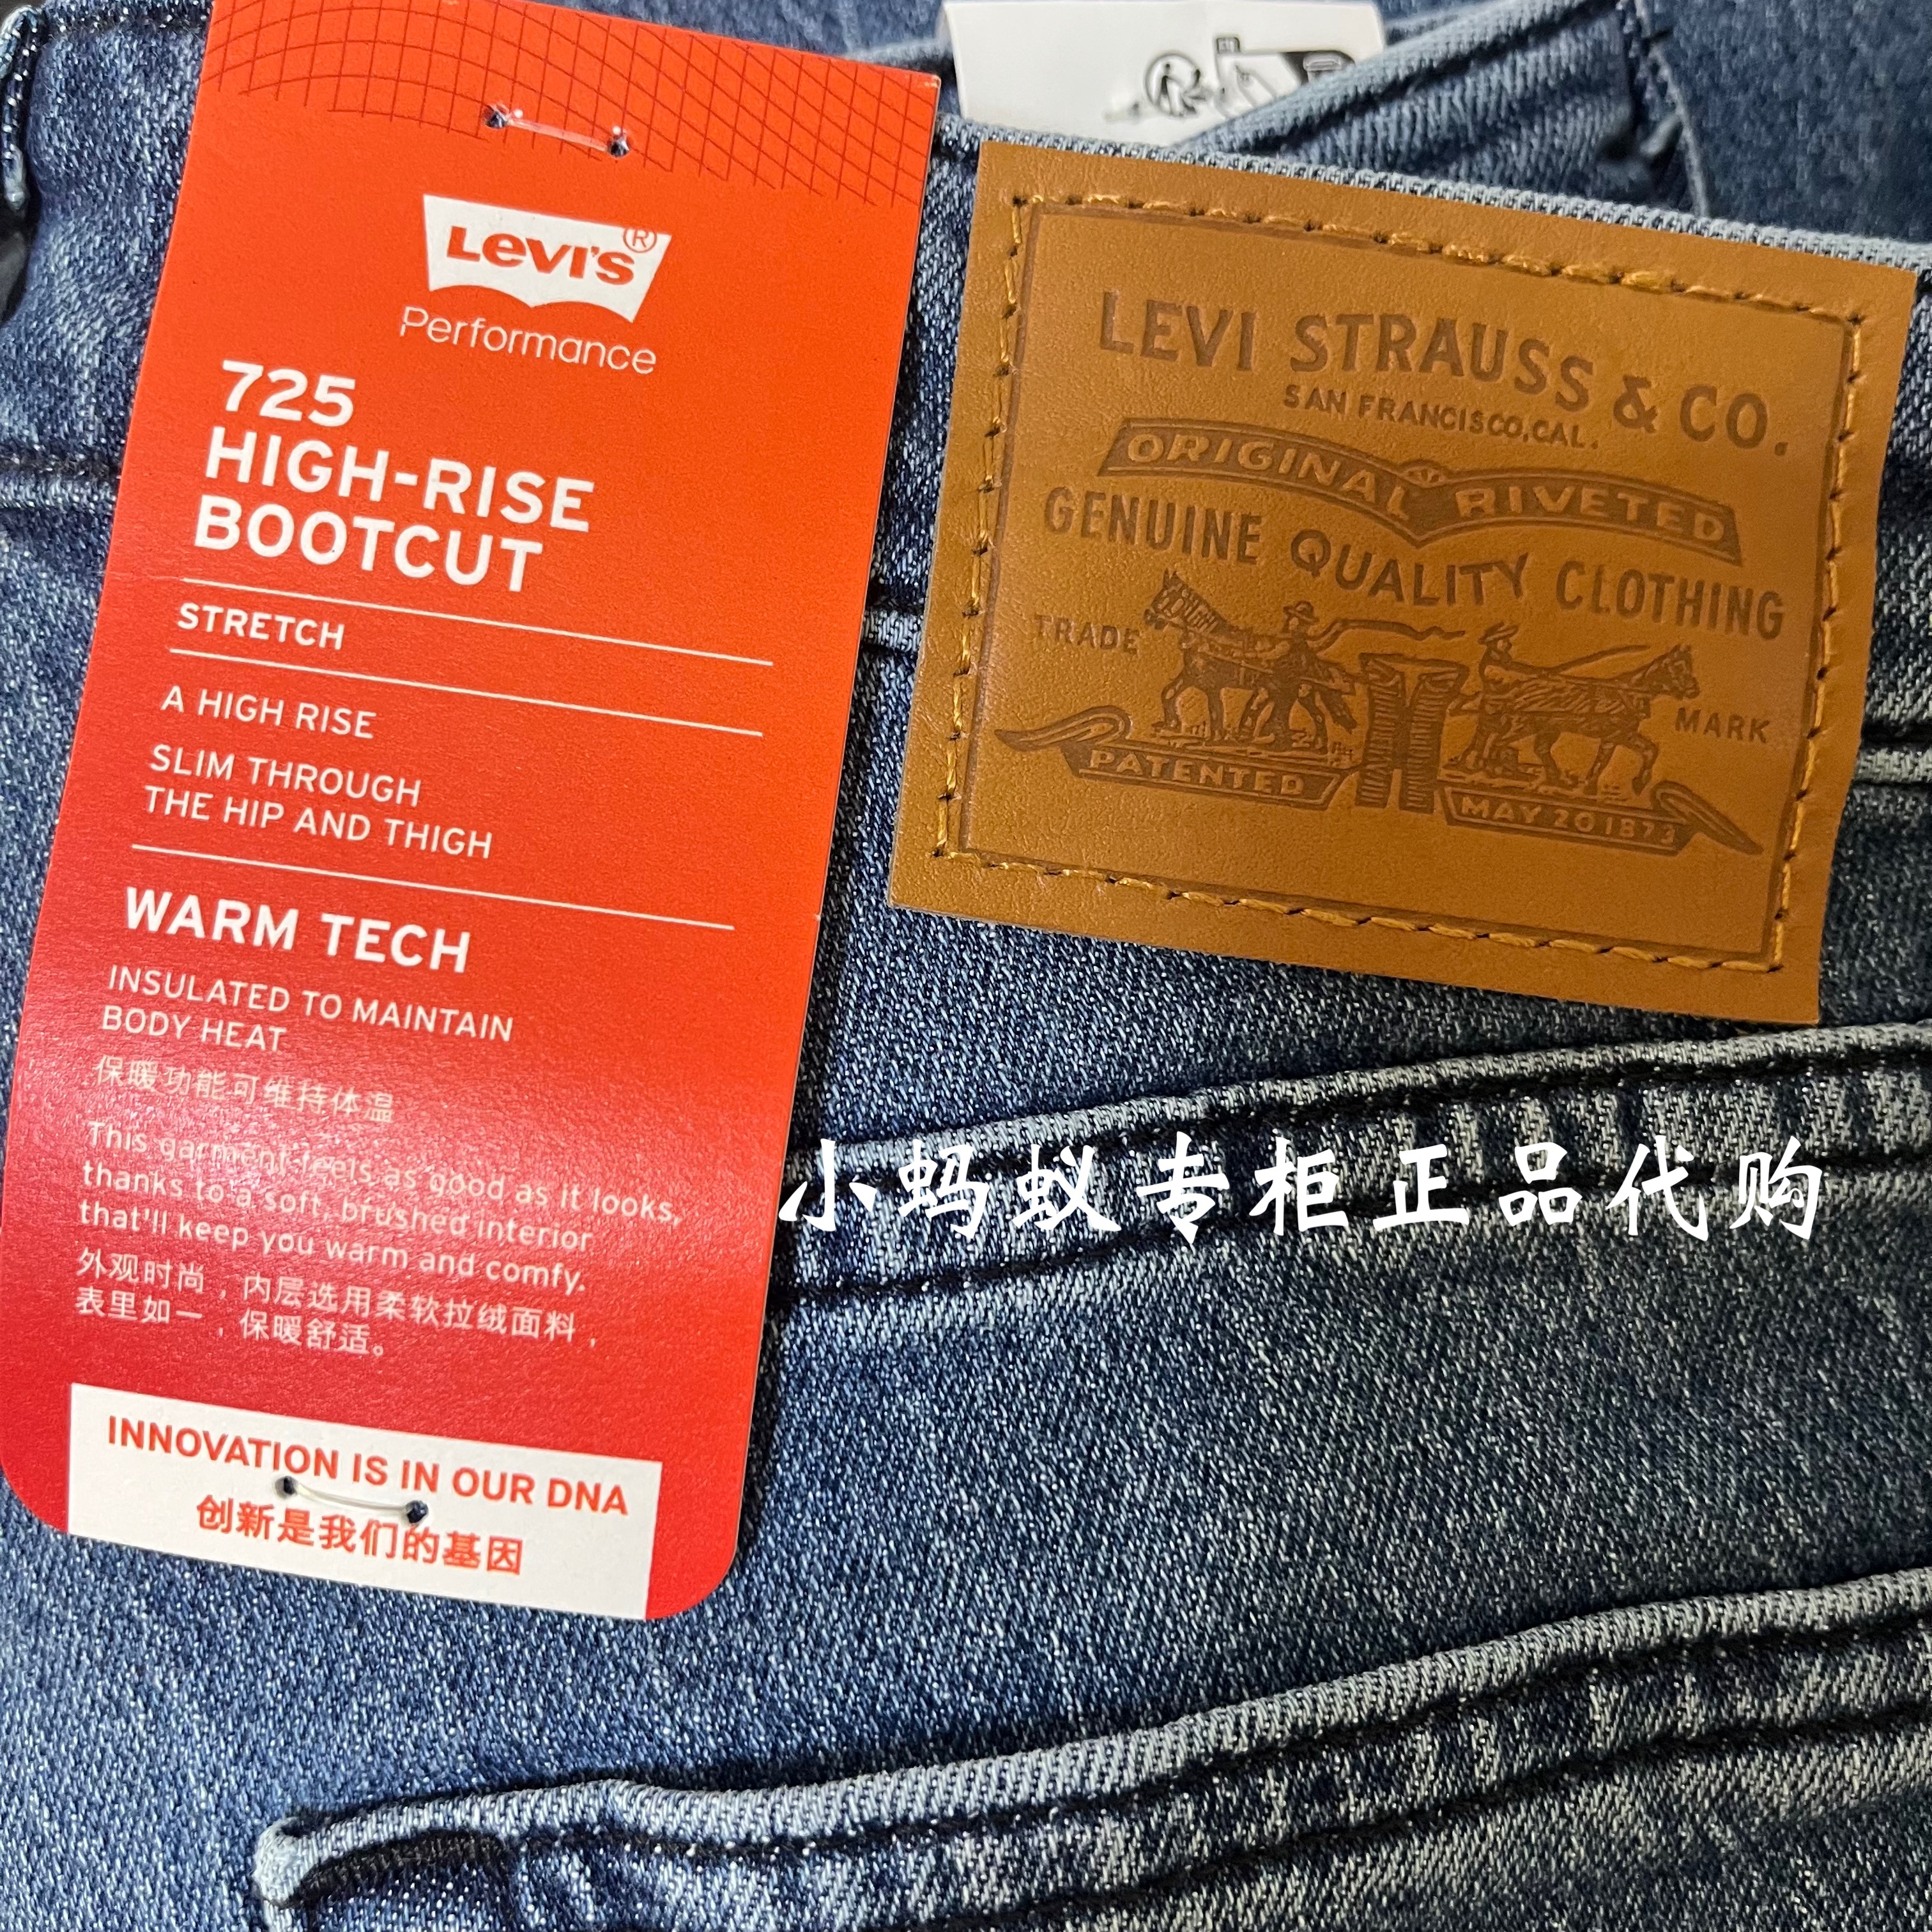 Levi's®
Performance
725
HIGH-RISE
BOOTCUT
STRETCH
A HIGH RISE
SLIM THROUGH
THE HIP AND THIGH
WARM TECH
INSULATED TO MAINTAIN
BODY HEAT
保暖功能可维持体温
This garment feels as good as it looks,
thanks to a soft, brushed interior
that'll keep you warm and comfy.
外观时尚，内层选用柔软拉绒面料，
表里如一，保暖舒适。
INNOVATION IS IN OUR DNA
创新是我们的基因
LEVI STRAUSS & CO.
SAN FRANCISCO, CAL.
ORIGINAL RIVETED
GENUINE QUALITY CLOTHING
TRADE MARK
PATENTED MAY 20 1873
小蚂蚁专柜正品代购